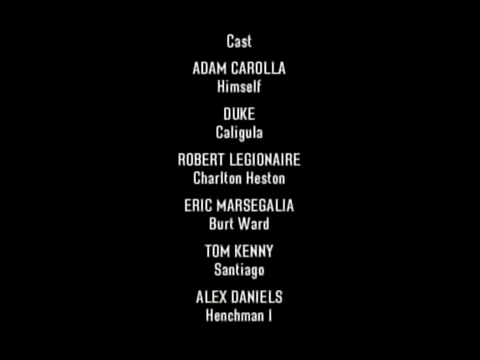 Cast
ADAM CAROLLA
Himself
DUKE
Caligula
ROBERT LEGIONAIRE
Charlton Heston
ERIC MARSEGALIA
Burt Ward
TOM KENNY
Santiago
ALEX DANIELS
Henchman I